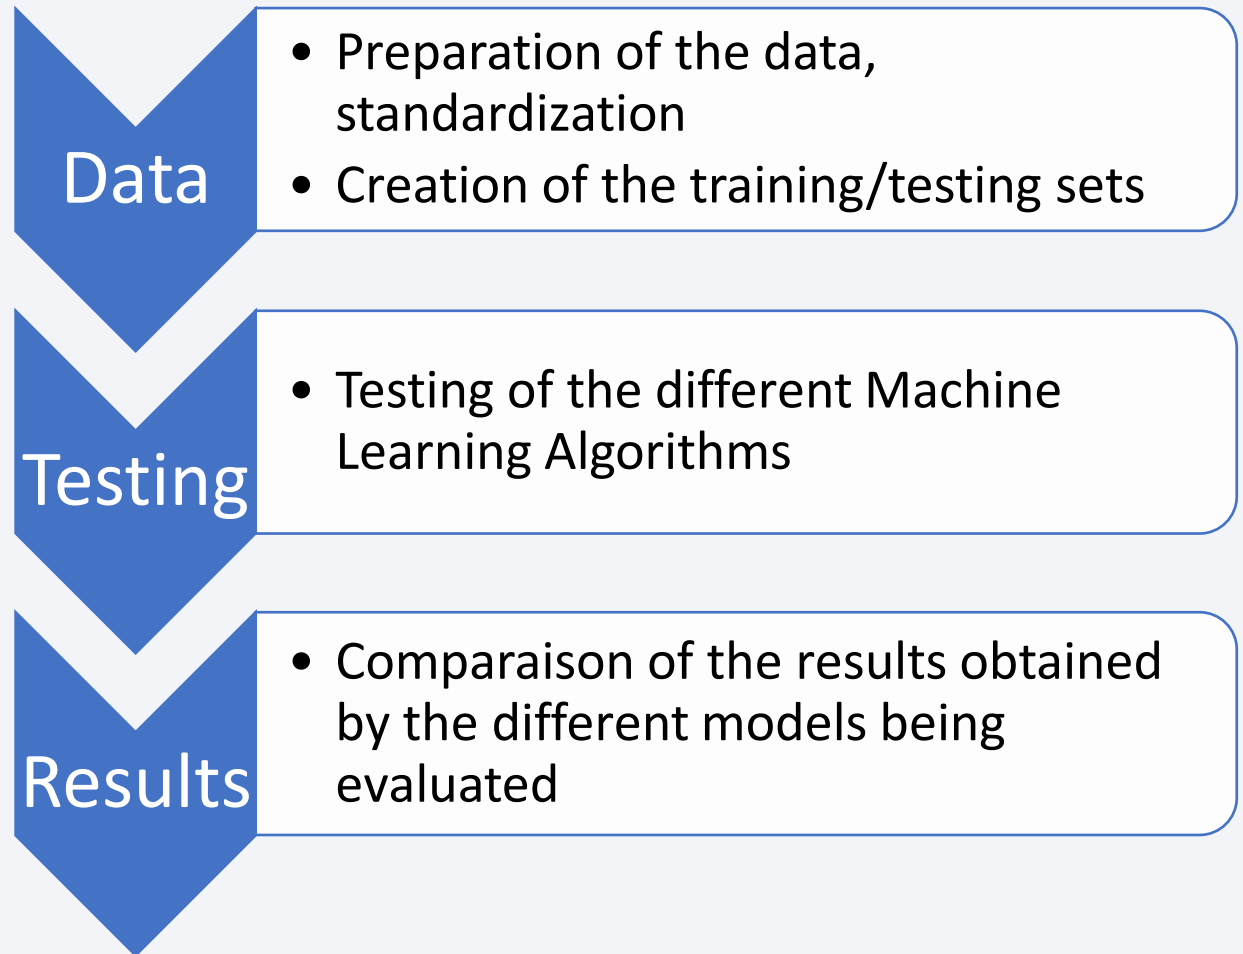 Data
• Preparation of the data,
standardization
• Creation of the training/testing sets
Testing
• Testing of the different Machine
Learning Algorithms
Results
• Comparaison of the results obtained
by the different models being
evaluated